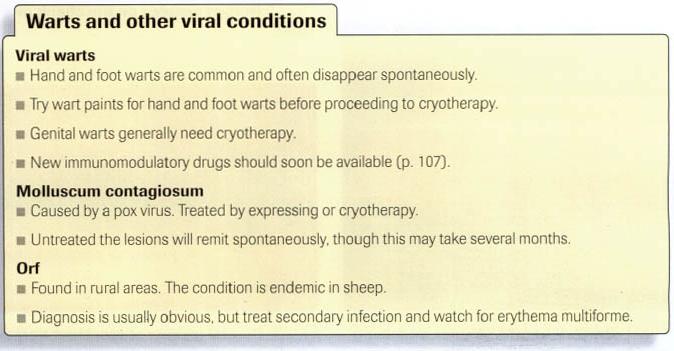 Warts and other viral conditions
Viral warts
■ Hand and foot warts are common and often disappear spontaneously.
■ Try wart paints for hand and foot warts before proceeding to cryotherapy.
■ Genital warts generally need cryotherapy.
■ New immunomodulatory drugs should soon be available (p. 107).
Molluscum contagiosum
■ Caused by a pox virus. Treated by expressing or cryotherapy.
■ Untreated the lesions will remit spontaneously, though this may take several months.
Orf
■ Found in rural areas. The condition is endemic in sheep.
■ Diagnosis is usually obvious, but treat secondary infection and watch for erythema multiforme.